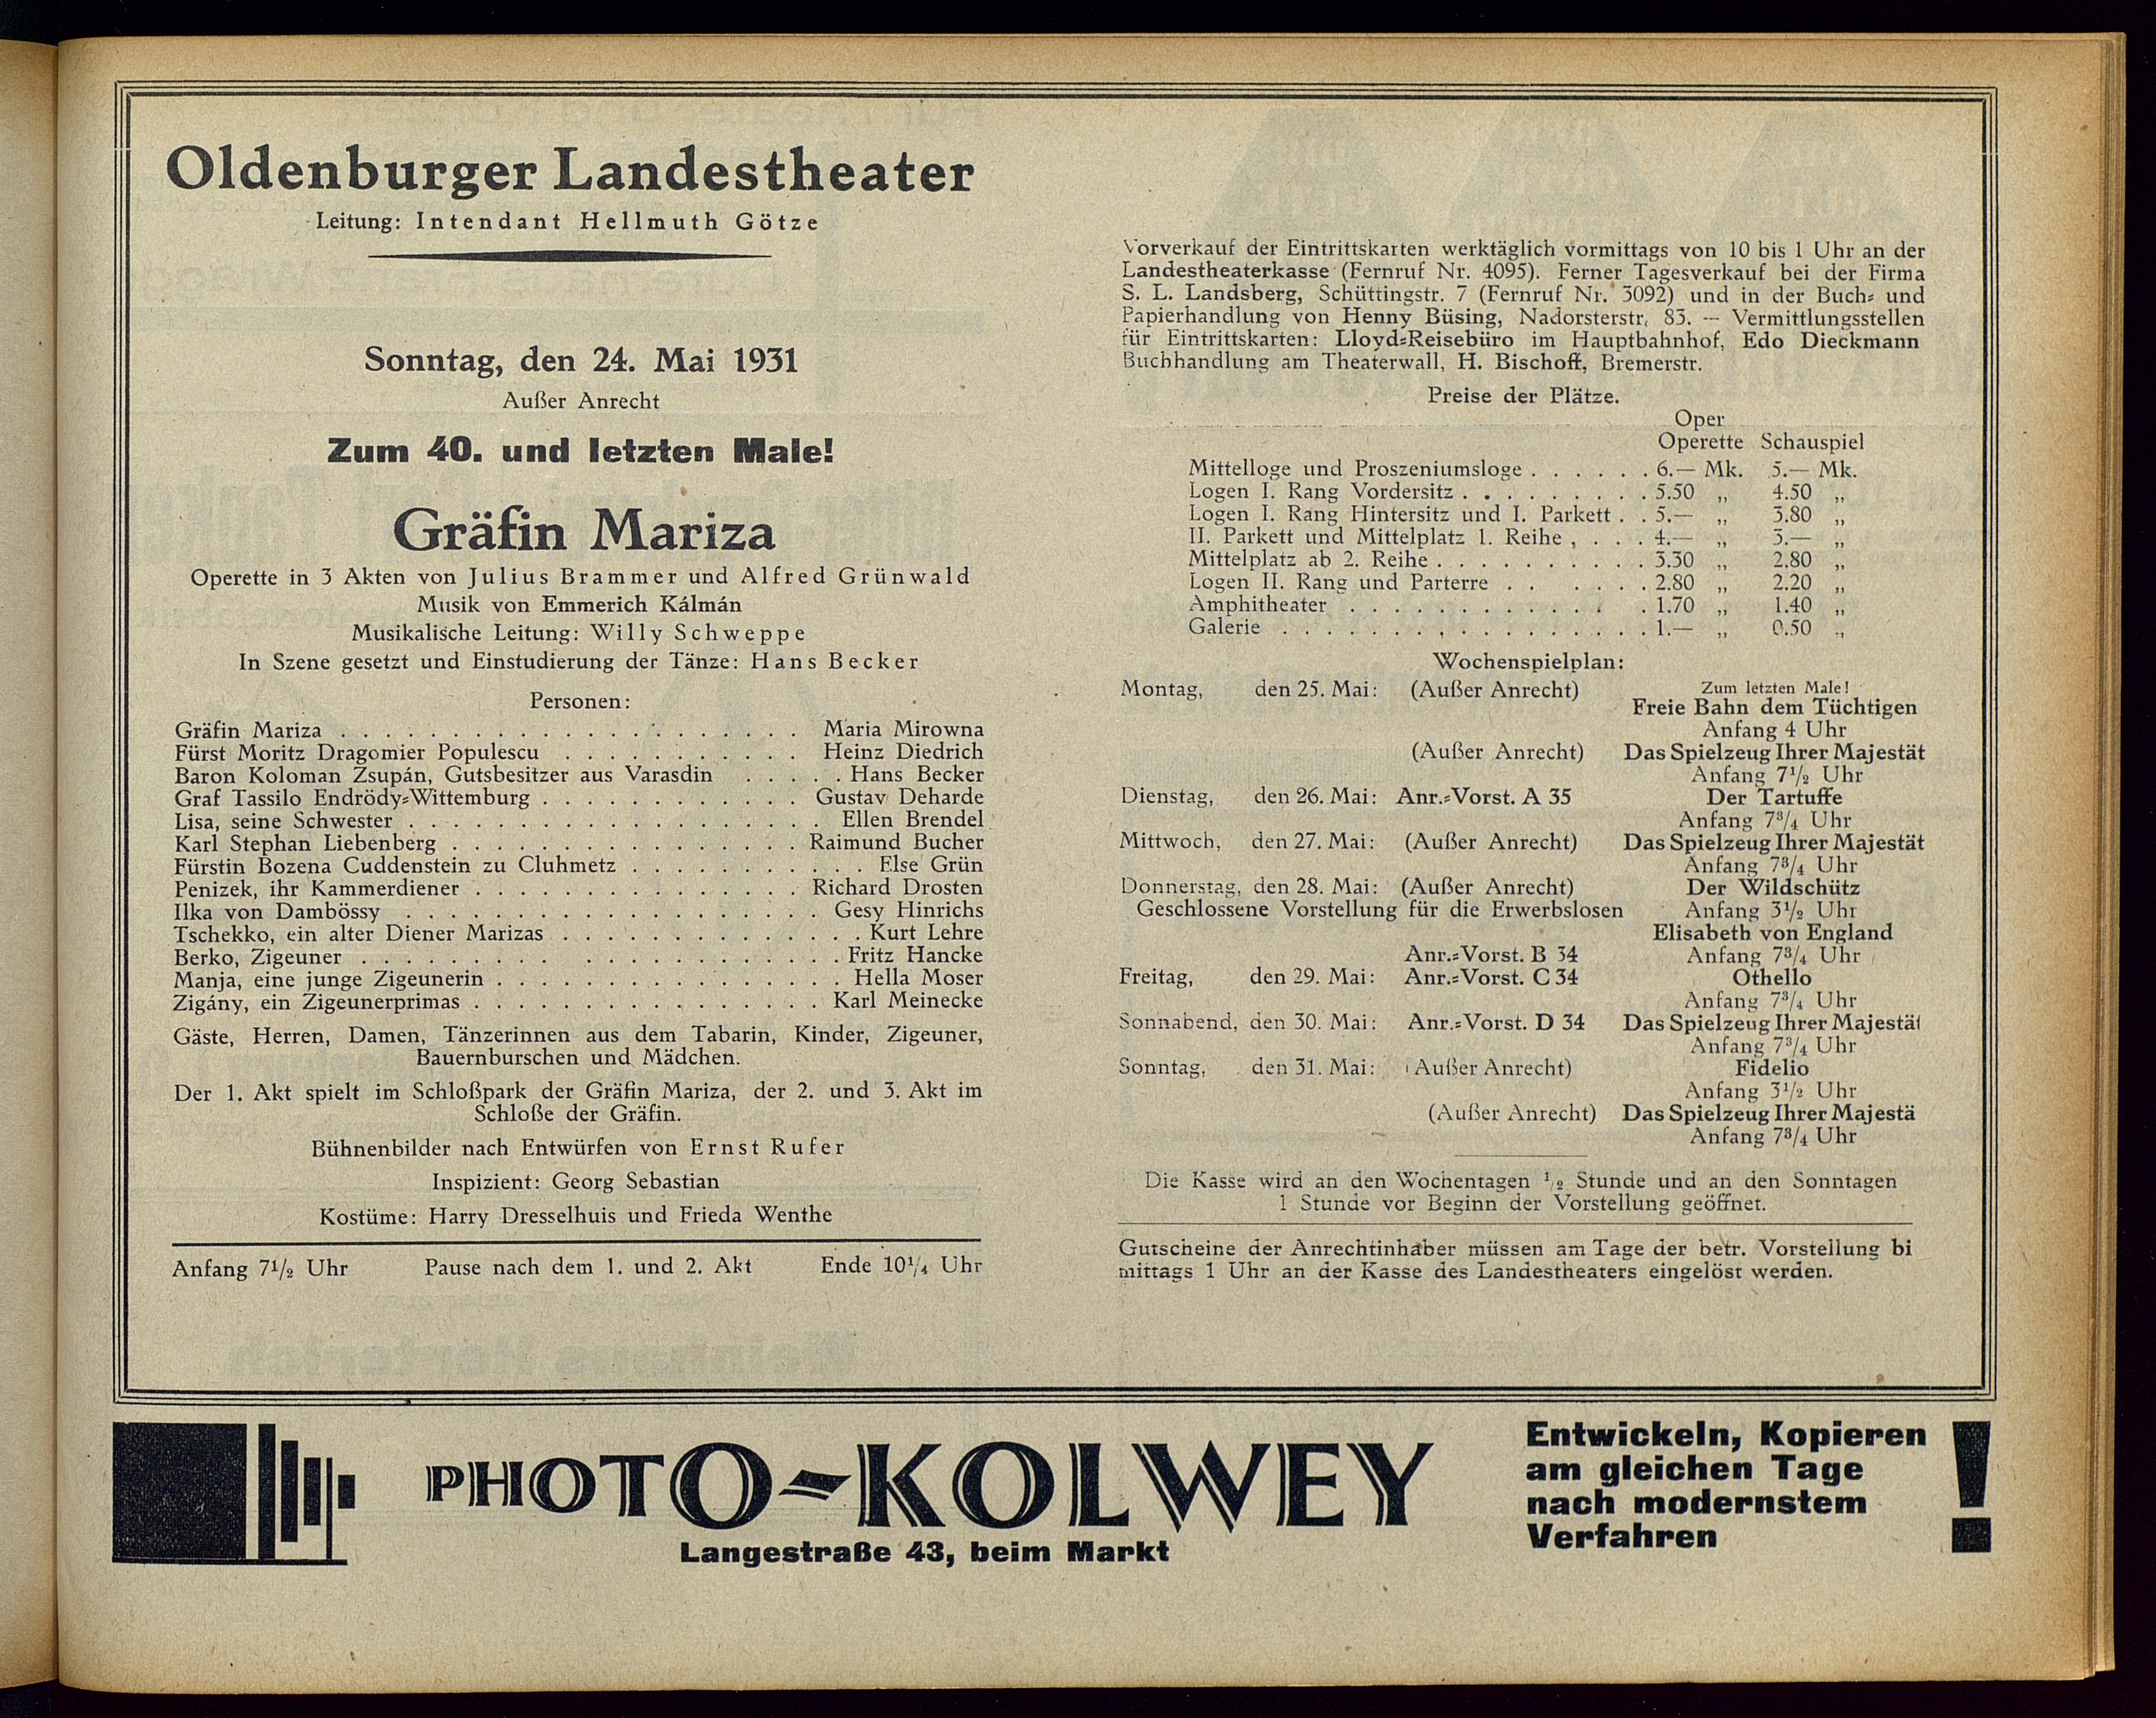 Oldenburger Landestheater
Leitung: Intendant Hellmuth Götze
Sonntag, den 24. Mai 1931
Außer Anrecht
Zum 40. und letzten Male!
Gräfin Mariza
Operette in 3 Akten von Julius Brammer und Alfred Grünwald
Musik von Emmerich Kálmán
Musikalische Leitung: Willy Schweppe
In Szene gesetzt und Einstudierung der Tänze: Hans Becker
Personen:
Gräfin Mariza . . . . . Maria Mirowna
Fürst Moritz Dragomier Populescu . . . . . Heinz Diedrich
Baron Koloman Zsupán, Gutsbesitzer aus Varasdin . . . . . Hans Becker
Graf Tassilo Endrödy-Wittemburg . . . . . Gustav Deharde
Lisa, seine Schwester . . . . . Ellen Brendel
Karl Stephan Liebenberg . . . . . Raimund Bucher
Fürstin Bozena Cuddenstein zu Cluhmetz . . . . . Else Grün
Penizek, ihr Kammerdiener . . . . . Richard Drosten
Ilka von Dambössy . . . . . Gesy Hinrichs
Tschekko, ein alter Diener Marizas . . . . . Kurt Lehre
Berko, Zigeuner . . . . . Fritz Hancke
Manja, eine junge Zigeunerin . . . . . Hella Moser
Zigány, ein Zigeunerprimas . . . . . Karl Meinecke
Gäste, Herren, Damen, Tänzerinnen aus dem Tabarin, Kinder, Zigeuner,
Bauernburschen und Mädchen.
Der 1. Akt spielt im Schloßpark der Gräfin Mariza, der 2. und 3. Akt im
Schloße der Gräfin.
Bühnenbilder nach Entwürfen von Ernst Rufer
Inspizient: Georg Sebastian
Kostüme: Harry Dresselhuis und Frieda Wenthe
Anfang 7½ Uhr Pause nach dem 1. und 2. Akt Ende 10¼ Uhr
Vorverkauf der Eintrittskarten werktäglich vormittags von 10 bis 1 Uhr an der
Landestheaterkasse (Fernruf Nr. 4095). Ferner Tagesverkauf bei der Firma
S. L. Landsberg, Schüttingstr. 7 (Fernruf Nr. 3092) und in der Buch- und
Papierhandlung von Henny Büsing, Nadorsterstr. 83. — Vermittlungsstellen
für Eintrittskarten: Lloyd-Reisebüro im Hauptbahnhof, Edo Dieckmann
Buchhandlung am Theaterwall, H. Bischoff, Bremerstr.
Preise der Plätze.
Oper
Operette Schauspiel
Mittelloge und Proszeniumsloge . . . . . 6.— Mk. 5.— Mk.
Logen I. Rang Vordersitz . . . . . 5.50 „ 4.50 „
Logen I. Rang Hintersitz und I. Parkett . . 5.— „ 3.80 „
II. Parkett und Mittelplatz 1. Reihe . . . . 4.— „ 3.— „
Mittelplatz ab 2. Reihe . . . . . 3.30 „ 2.80 „
Logen II. Rang und Parterre . . . . . 2.80 „ 2.20 „
Amphitheater . . . . . 1.70 „ 1.40 „
Galerie . . . . . 1.— „ 0.50 „
Wochenspielplan:
Montag, den 25. Mai: (Außer Anrecht) Zum letzten Male!
Freie Bahn dem Tüchtigen
Anfang 4 Uhr
(Außer Anrecht) Das Spielzeug Ihrer Majestät
Anfang 7½ Uhr
Dienstag, den 26. Mai: Anr.-Vorst. A 35 Der Tartuffe
Anfang 7¾ Uhr
Mittwoch, den 27. Mai: (Außer Anrecht) Das Spielzeug Ihrer Majestät
Anfang 7¾ Uhr
Donnerstag, den 28. Mai: (Außer Anrecht) Der Wildschütz
Geschlossene Vorstellung für die Erwerbslosen Anfang 3½ Uhr
Elisabeth von England
Anr.-Vorst. B 34 Anfang 7¾ Uhr
Freitag, den 29. Mai: Anr.-Vorst. C 34 Othello
Anfang 7¾ Uhr
Sonnabend, den 30. Mai: Anr.-Vorst. D 34 Das Spielzeug Ihrer Majestät
Anfang 7¾ Uhr
Sonntag, den 31. Mai: (Außer Anrecht) Fidelio
Anfang 3½ Uhr
(Außer Anrecht) Das Spielzeug Ihrer Majestä
Anfang 7¾ Uhr
Die Kasse wird an den Wochentagen ½ Stunde und an den Sonntagen
1 Stunde vor Beginn der Vorstellung geöffnet.
Gutscheine der Anrechtinhaber müssen am Tage der betr. Vorstellung bi
mittags 1 Uhr an der Kasse des Landestheaters eingelöst werden.
PHOTO-KOLWEY
Langestraße 43, beim Markt
Entwickeln, Kopieren
am gleichen Tage
nach modernstem
Verfahren
!